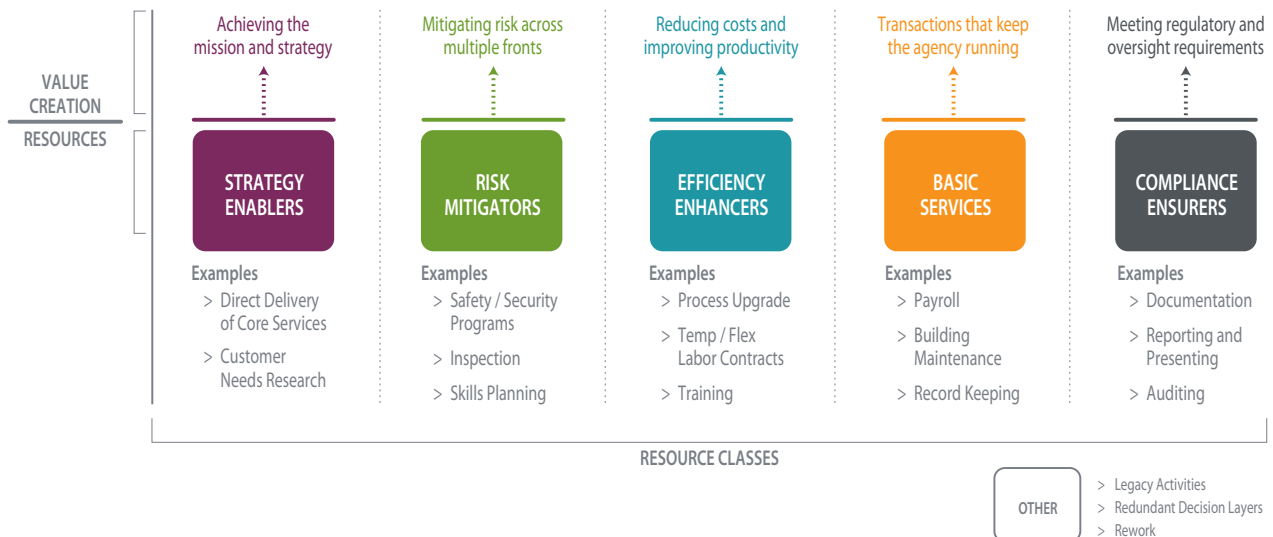 Achieving the
mission and strategy
Mitigating risk across
multiple fronts
Reducing costs and
improving productivity
Transactions that keep
the agency running
Meeting regulatory and
oversight requirements
VALUE
CREATION
RESOURCES
STRATEGY
ENABLERS
RISK
MITIGATORS
EFFICIENCY
ENHANCERS
BASIC
SERVICES
COMPLIANCE
ENSURERS
Examples
> Direct Delivery
of Core Services
> Customer
Needs Research
Examples
> Safety / Security
Programs
> Inspection
> Skills Planning
Examples
> Process Upgrade
> Temp / Flex
Labor Contracts
> Training
Examples
> Payroll
> Building
Maintenance
> Record Keeping
Examples
> Documentation
> Reporting and
Presenting
> Auditing
RESOURCE CLASSES
OTHER
> Legacy Activities
> Redundant Decision Layers
> Rework